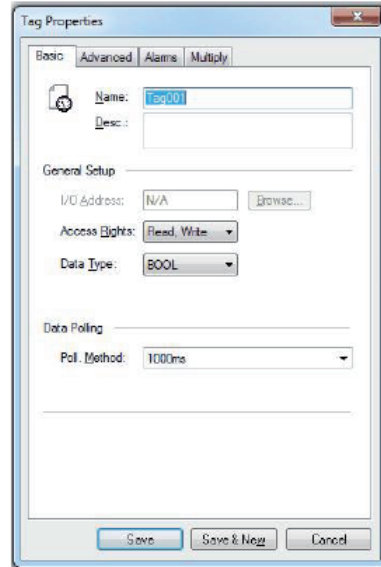 Tag Properties
Basic Advanced Alarms Multiply
Name: Tag001
Desc.:
General Setup
I/O Address: N/A Browse...
Access Rights: Read, Write
Data Type: BOOL
Data Polling
Poll. Method: 1000ms
Save Save & New Cancel